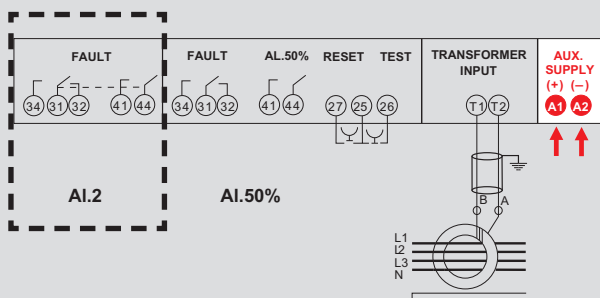 FAULT FAULT AL.50% RESET TEST TRANSFORMER INPUT AUX. SUPPLY
(+) (–)
34 31 32 41 44 34 31 32 41 44 27 25 26 T1 T2 A1 A2
Al.2 Al.50%
B A
L1
L2
L3
N